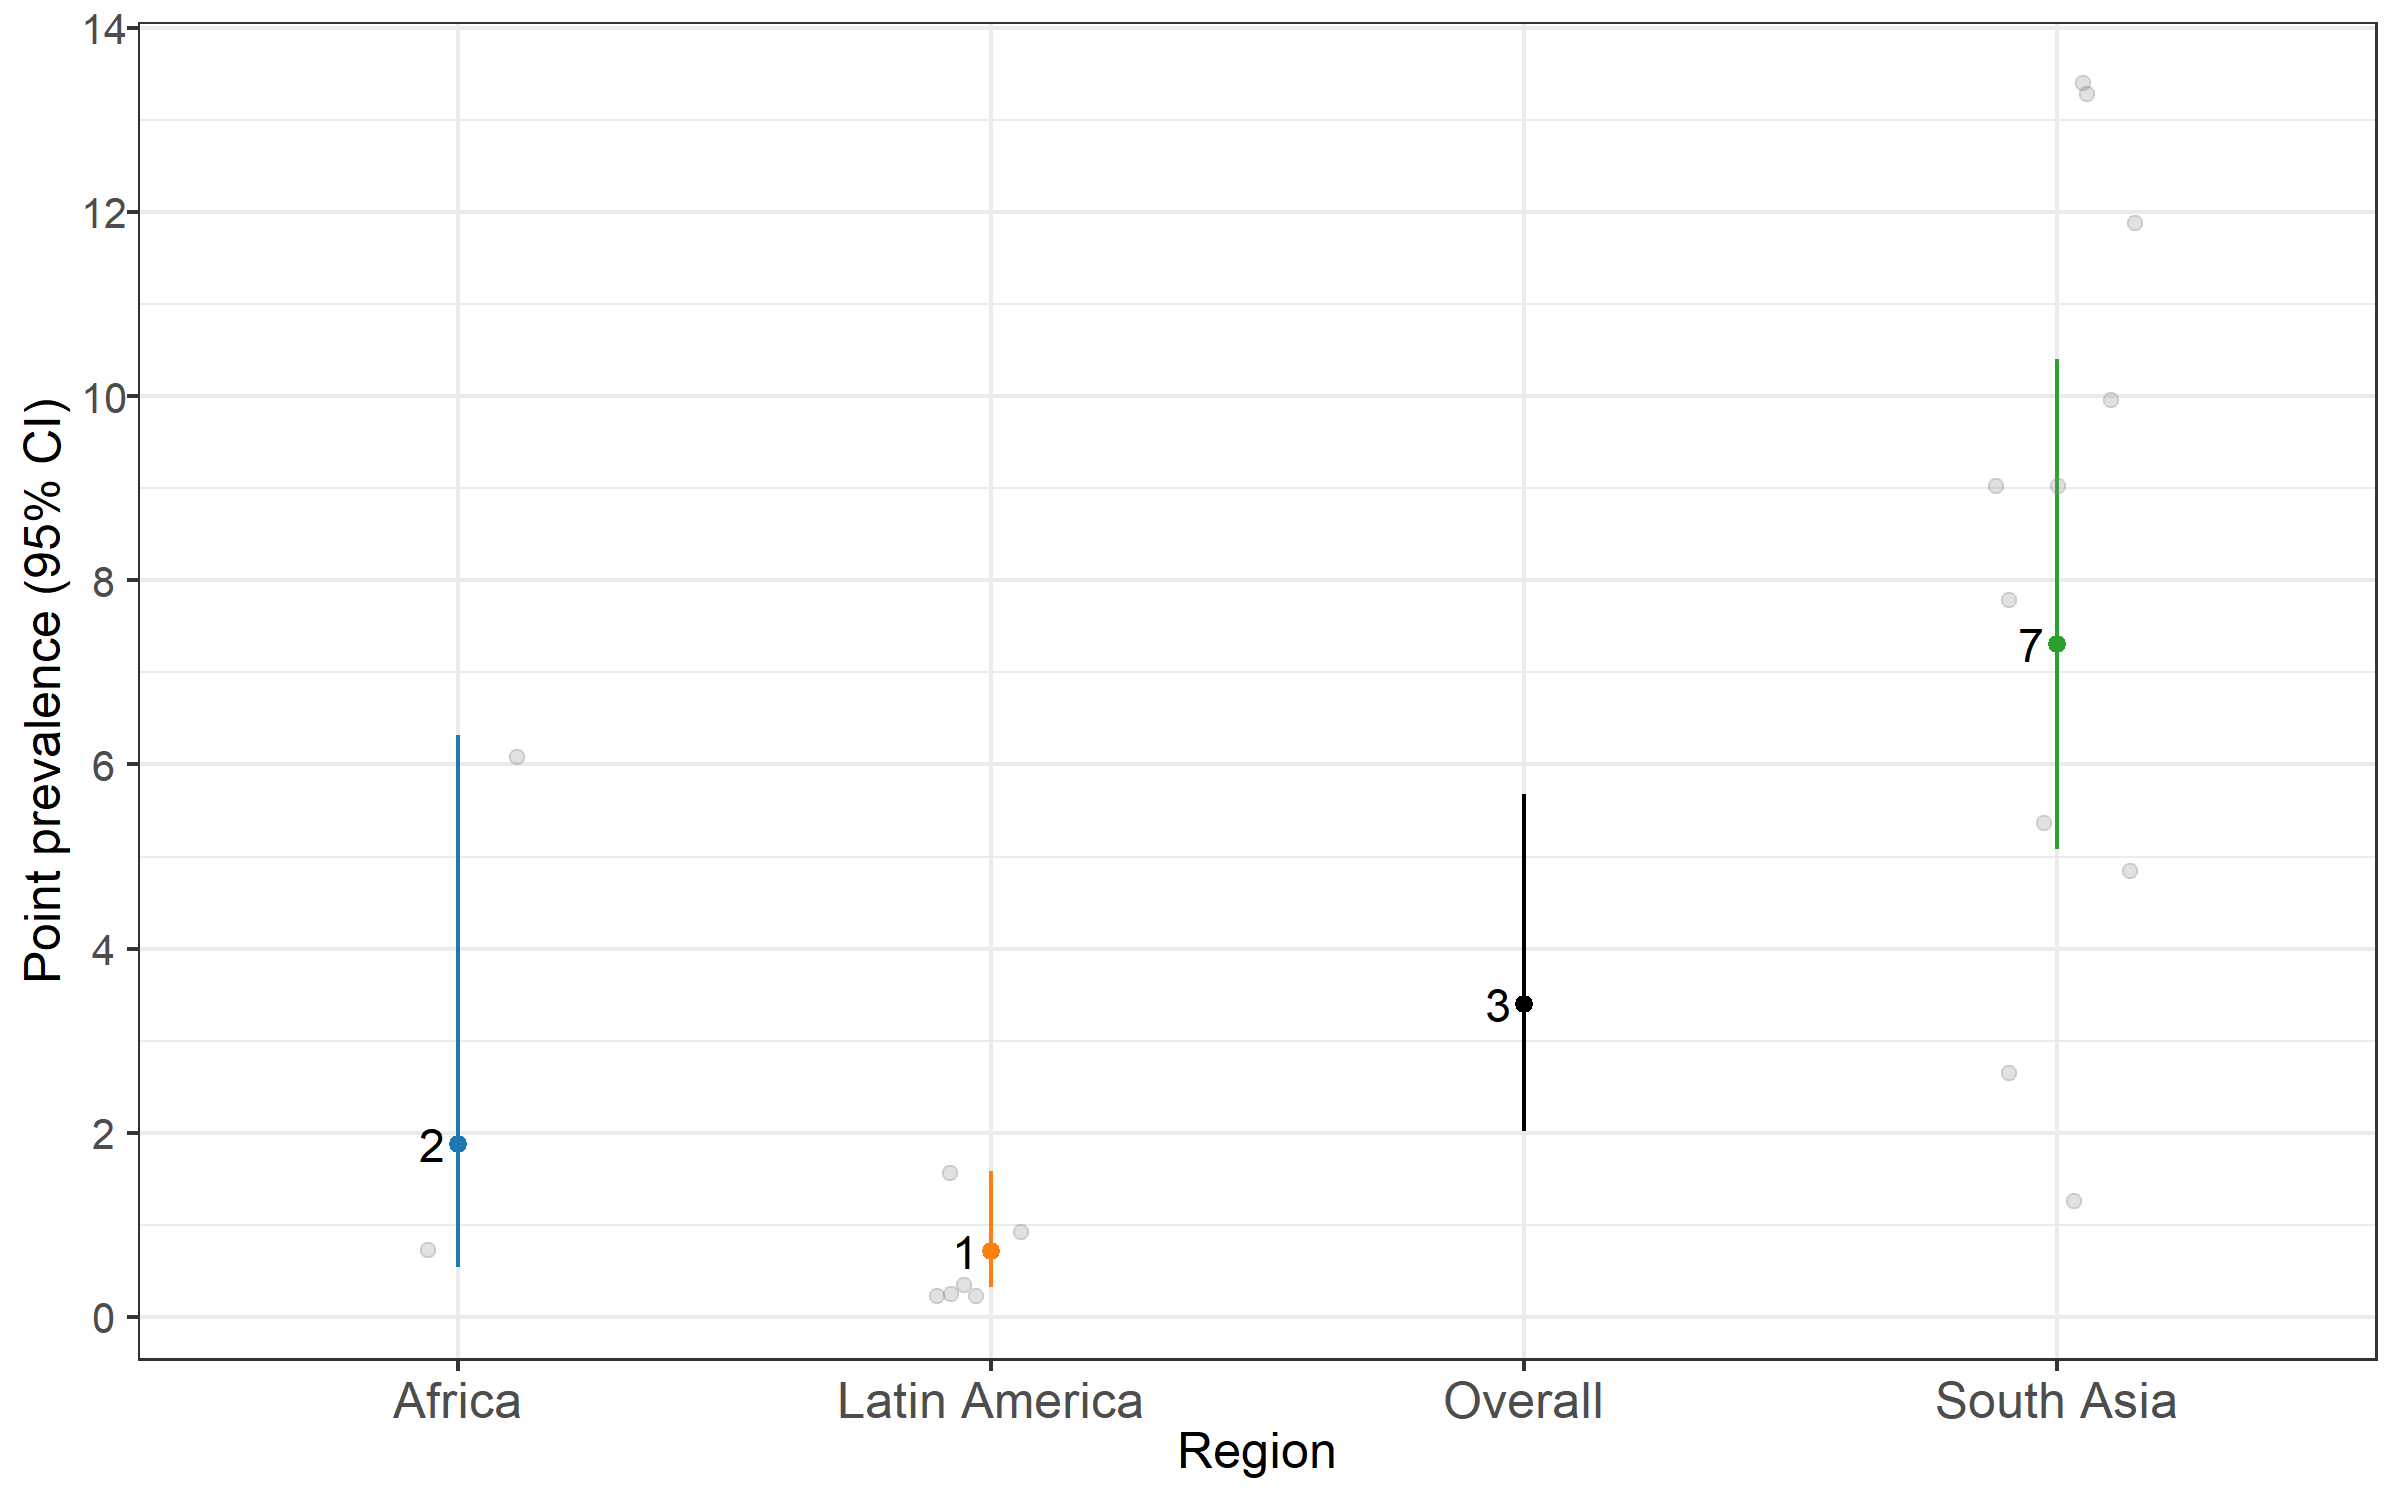 Point prevalence (95% CI)
14
12
10
8
6
4
2
0
2
1
3
7
Africa
Latin America
Overall
South Asia
Region